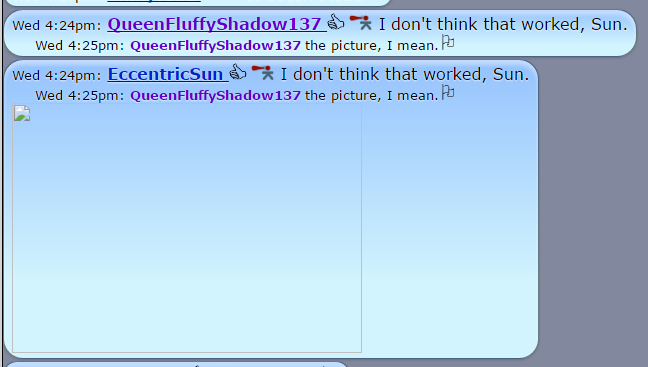 Wed 4:24pm: QueenFluffyShadow137 I don't think that worked, Sun.
Wed 4:25pm: QueenFluffyShadow137 the picture, I mean.
Wed 4:24pm: EccentricSun I don't think that worked, Sun.
Wed 4:25pm: QueenFluffyShadow137 the picture, I mean.